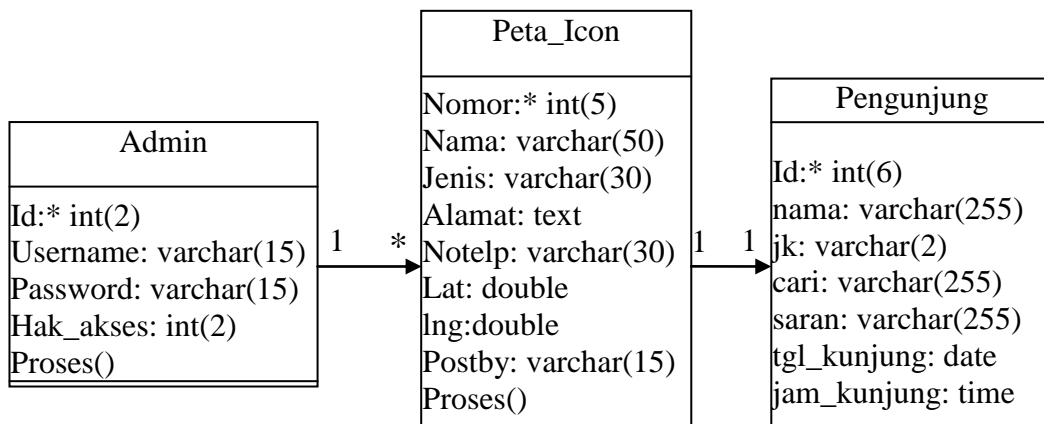 Admin
Id:* int(2)
Username: varchar(15)
Password: varchar(15)
Hak_akses: int(2)
Proses()
1
*
Peta_Icon
Nomor:* int(5)
Nama: varchar(50)
Jenis: varchar(30)
Alamat: text
Notelp: varchar(30)
Lat: double
lng:double
Postby: varchar(15)
Proses()
1
1
Pengunjung
Id:* int(6)
nama: varchar(255)
jk: varchar(2)
cari: varchar(255)
saran: varchar(255)
tgl_kunjung: date
jam_kunjung: time